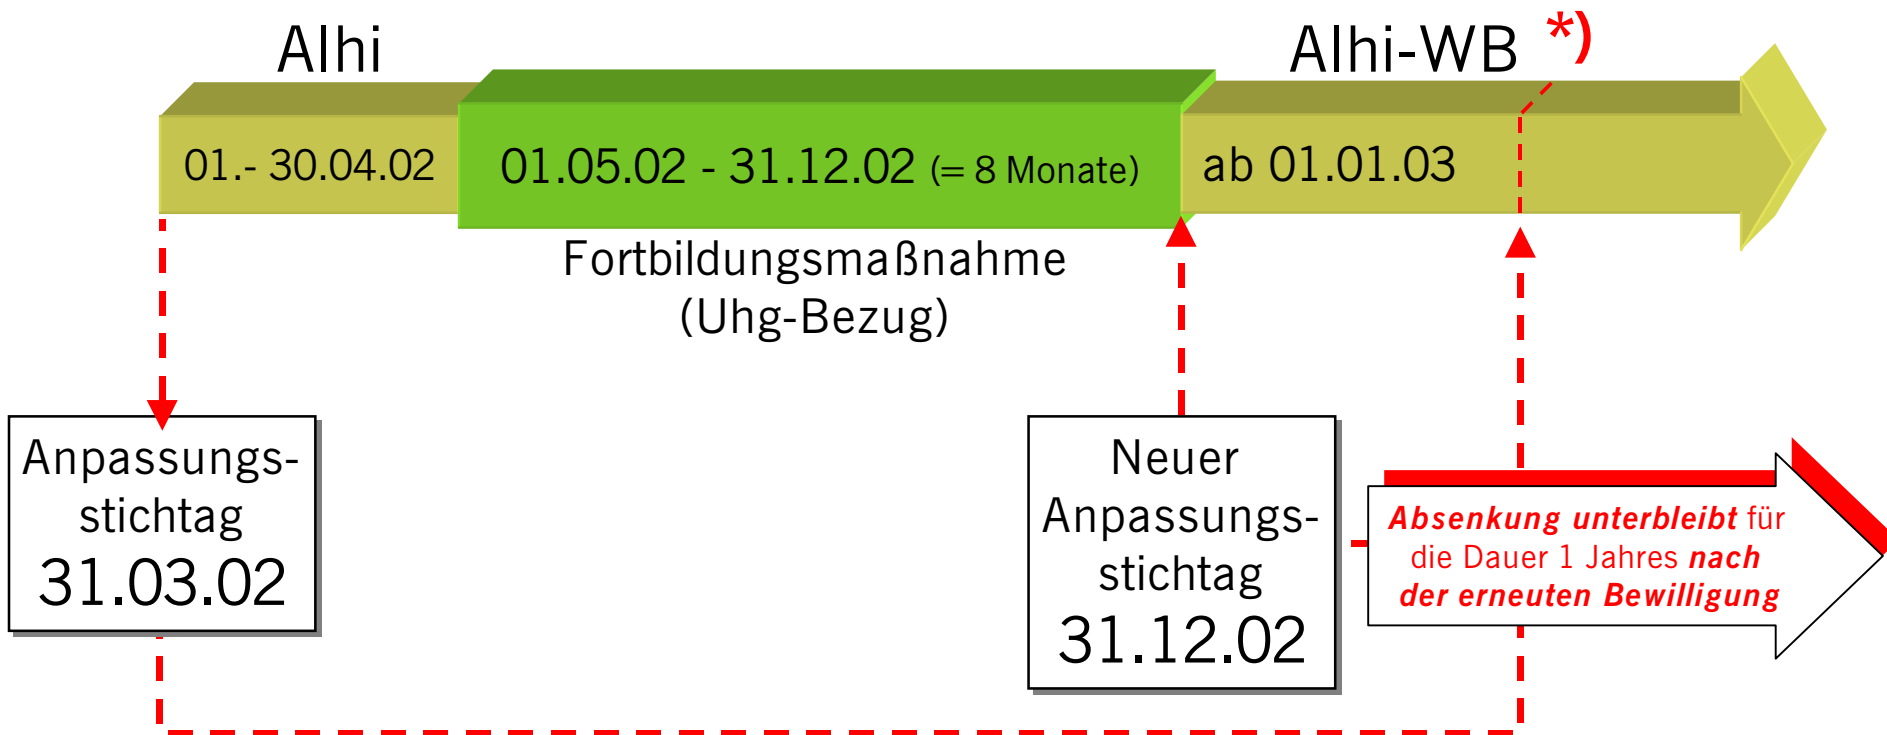 Alhi
Alhi-WB *)
01.- 30.04.02
01.05.02 - 31.12.02 (= 8 Monate)
ab 01.01.03
Fortbildungsmaßnahme
(Uhg-Bezug)
Anpassungs-
stichtag
31.03.02
Neuer
Anpassungs-
stichtag
31.12.02
Absenkung unterbleibt für
die Dauer 1 Jahres nach
der erneuten Bewilligung